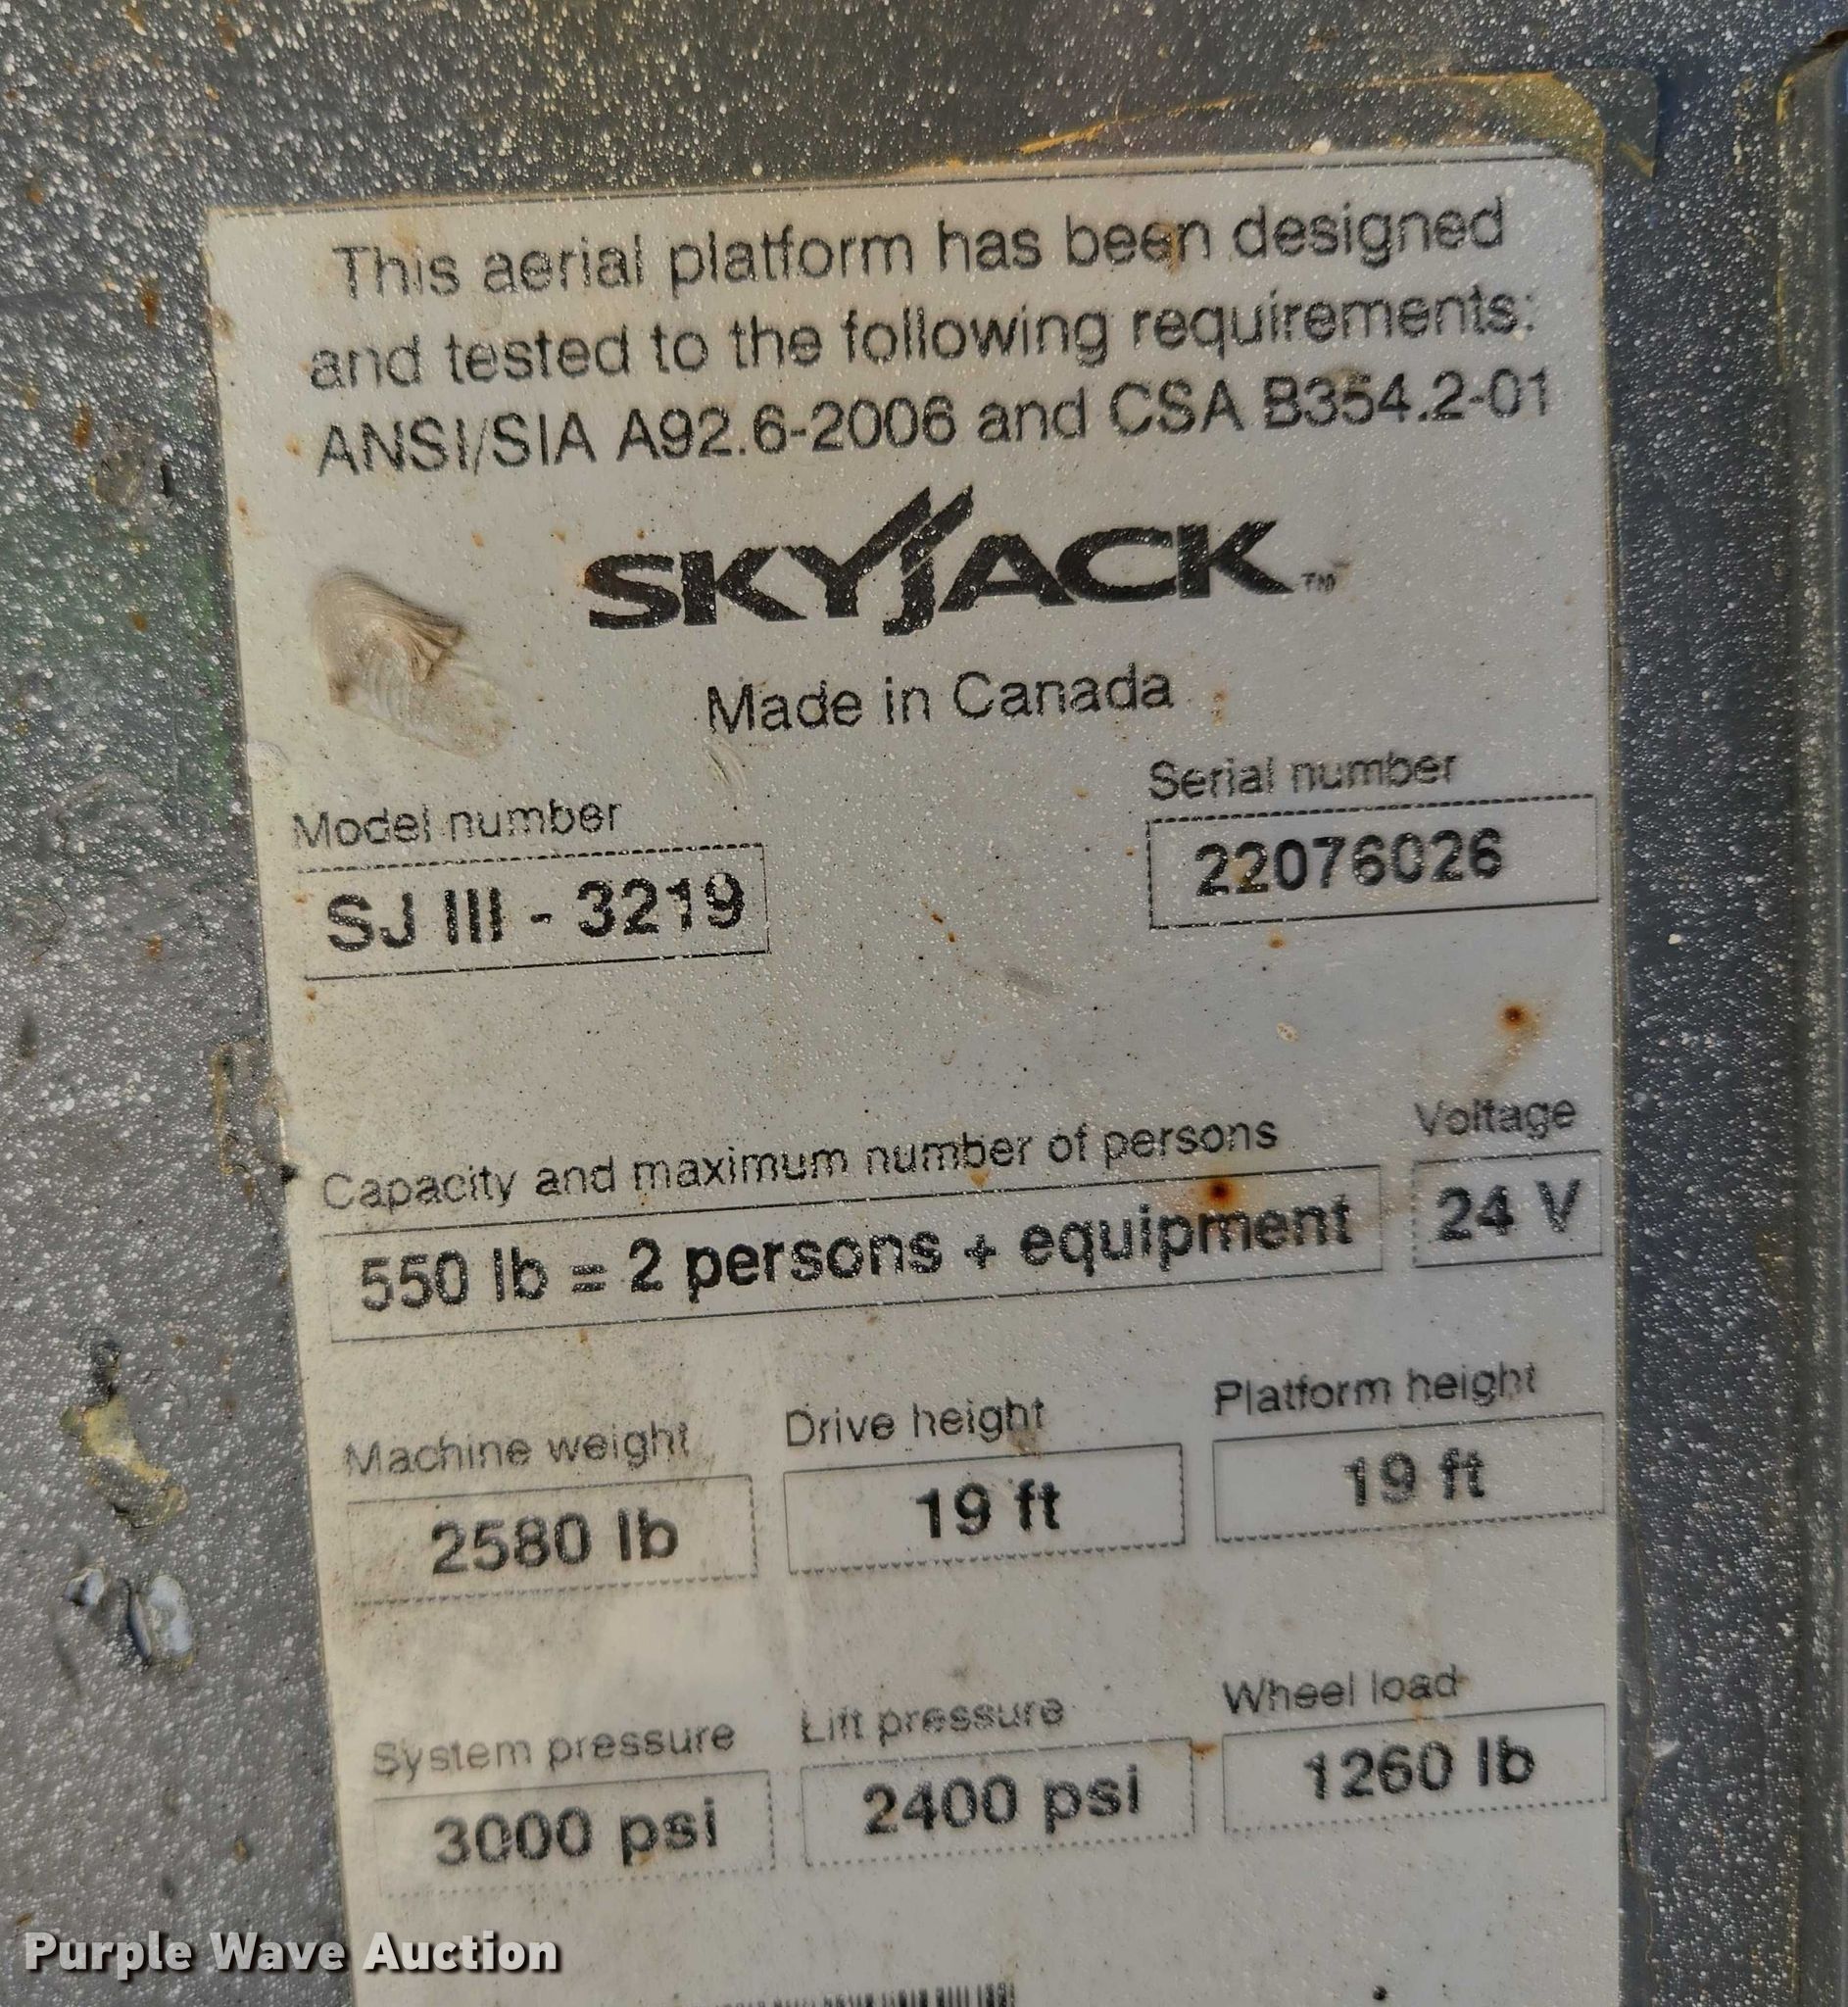 This aerial platform has been designed
and tested to the following requirements:
ANSI/SIA A92.6-2006 and CSA B354.2-01
SKYJACK TM
Made in Canada
Model number
SJ III - 3219
Serial number
22076026
Capacity and maximum number of persons
550 lb = 2 persons + equipment
Voltage
24 V
Machine weight
2580 lb
Drive height
19 ft
Platform height
19 ft
System pressure
3000 psi
Lift pressure
2400 psi
Wheel load
1260 lb
Purple Wave Auction